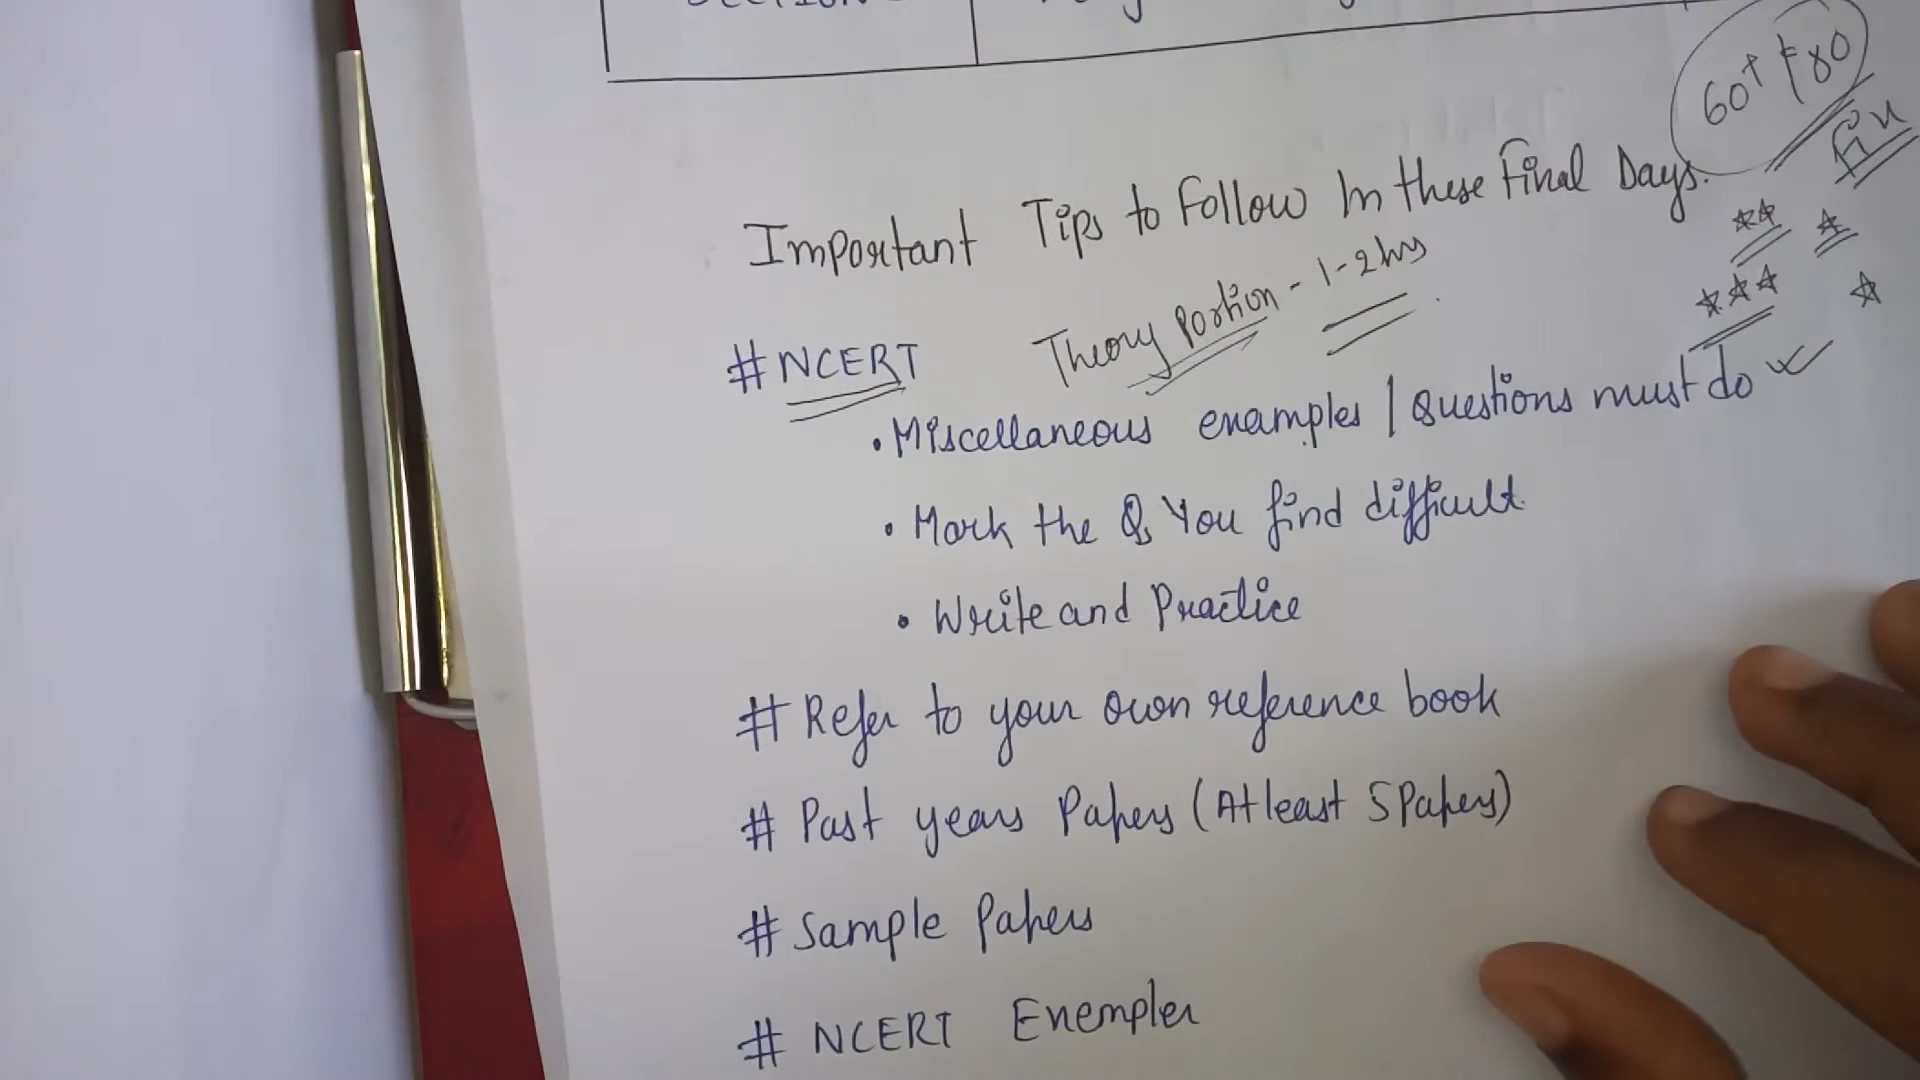 60+ 80
fix
Important Tips to Follow In these Final Days.
Theory Portion - 1-2 hrs
# NCERT
• Miscellaneous examples / Questions must do
• Mark the Qs You find difficult.
• Write and Practice
# Refer to your own reference book
# Past years Papers (Atleast 5 Papers)
# Sample Papers
# NCERT Exempler